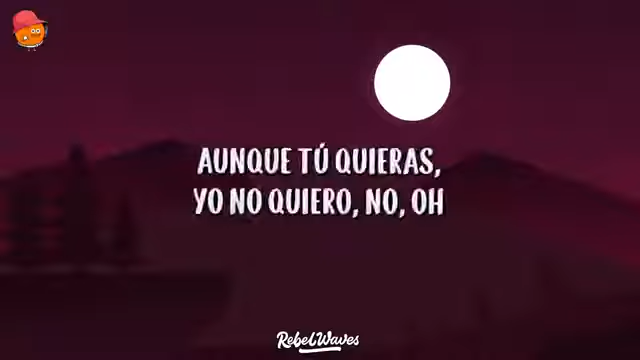 AUNQUE TÚ QUIERAS,
YO NO QUIERO, NO, OH
RebelWaves